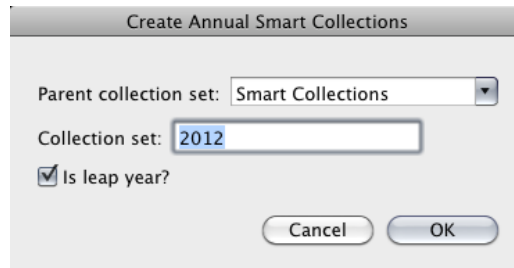 Create Annual Smart Collections
Parent collection set: Smart Collections
Collection set: 2012
Is leap year?
Cancel OK